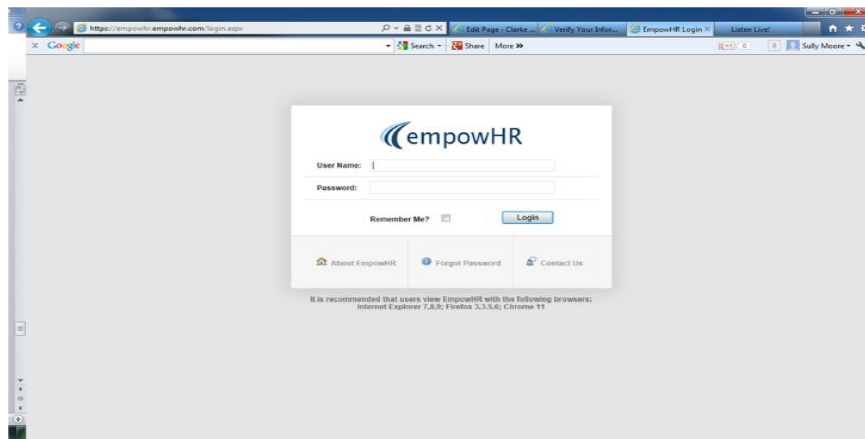 https://empowhr.empowhr.com/login.aspx
Edit Page - Clarke ...
Verify Your Infor...
EmpowHR Login
Listen Live!
x Google
Search
Share
More >>
Sully Moore
empowHR
User Name:
Password:
Remember Me?
Login
About EmpowHR
Forgot Password
Contact Us
It is recommended that users view EmpowHR with the following browsers:
Internet Explorer 7,8,9; Firefox 3,3.5,6; Chrome 11